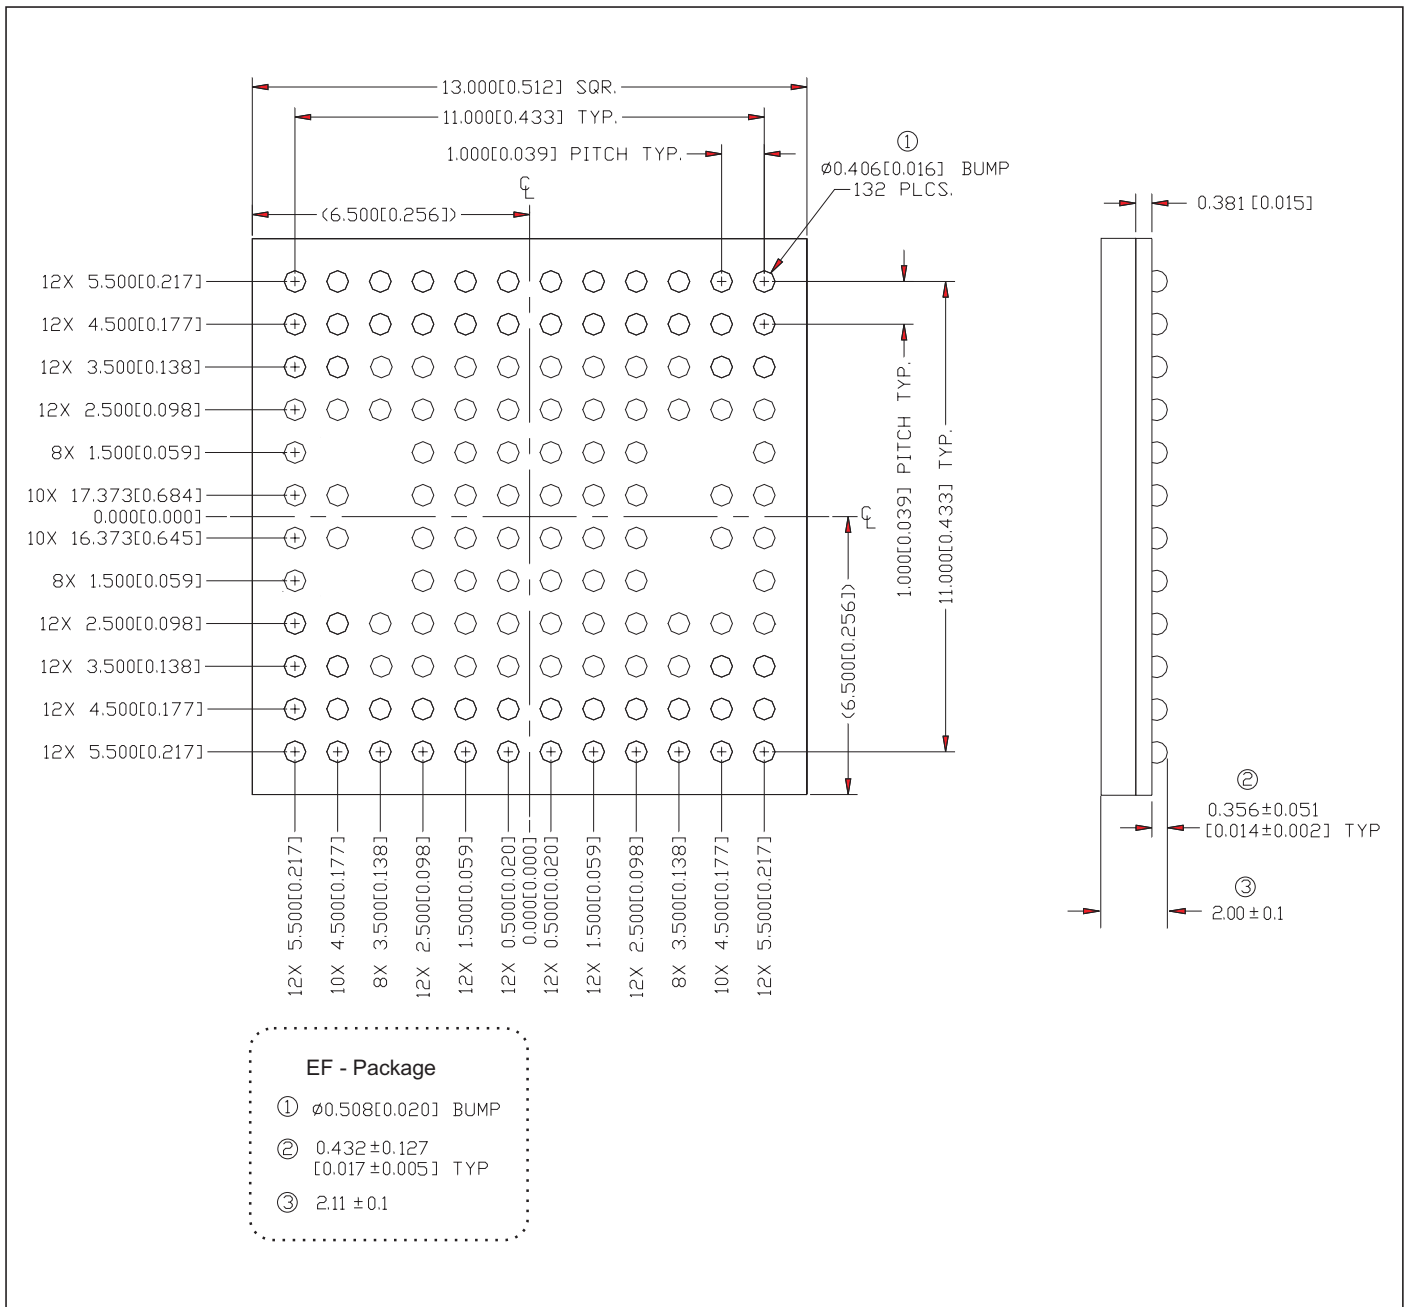 13.000[0.512] SQR.
11.000[0.433] TYP.
1.000[0.039] PITCH TYP.
(6.500[0.256])
①
ø0.406[0.016] BUMP
132 PLCS.
0.381 [0.015]
12X 5.500[0.217]
12X 4.500[0.177]
12X 3.500[0.138]
12X 2.500[0.098]
8X 1.500[0.059]
10X 17.373[0.684]
0.000[0.000]
10X 16.373[0.645]
8X 1.500[0.059]
12X 2.500[0.098]
12X 3.500[0.138]
12X 4.500[0.177]
12X 5.500[0.217]
1.000[0.039] PITCH TYP.
11.000[0.433] TYP.
(6.500[0.256])
12X 5.500[0.217]
10X 4.500[0.177]
8X 3.500[0.138]
12X 2.500[0.098]
12X 1.500[0.059]
12X 0.500[0.020]
0.000[0.000]
12X 0.500[0.020]
12X 1.500[0.059]
12X 2.500[0.098]
8X 3.500[0.138]
10X 4.500[0.177]
12X 5.500[0.217]
②
0.356±0.051
[0.014±0.002] TYP
③
2.00 ± 0.1
EF - Package
① ø0.508[0.020] BUMP
② 0.432±0.127
[0.017±0.005] TYP
③ 2.11 ± 0.1